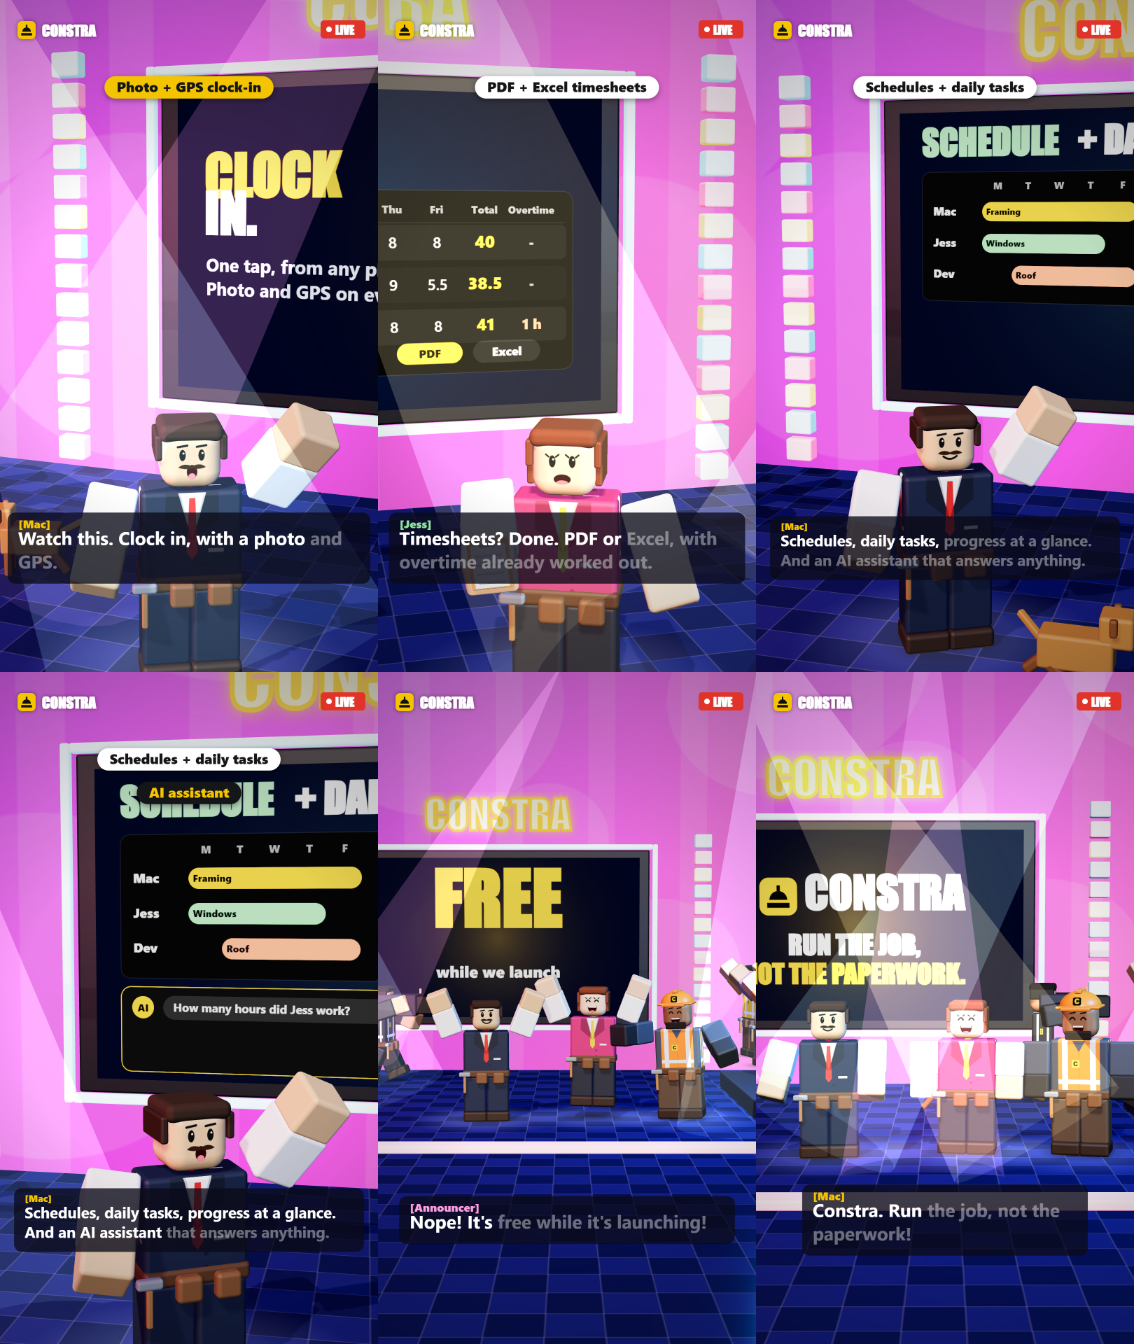 CONSTRA
LIVE
Photo + GPS clock-in
CLOCK
IN.
One tap, from any p
Photo and GPS on ev
[Mac]
Watch this. Clock in, with a photo and
GPS.
CONSTRA
LIVE
PDF + Excel timesheets
Thu Fri Total Overtime
8 8 40 -
9 5.5 38.5 -
8 8 41 1 h
PDF Excel
[Jess]
Timesheets? Done. PDF or Excel, with
overtime already worked out.
CON
CONSTRA
LIVE
Schedules + daily tasks
SCHEDULE + DA
M T W T F
Mac Framing
Jess Windows
Dev Roof
[Mac]
Schedules, daily tasks, progress at a glance.
And an AI assistant that answers anything.
CONS
CONSTRA
LIVE
Schedules + daily tasks
AI assistant
SCHEDULE + DAI
M T W T F
Mac Framing
Jess Windows
Dev Roof
AI How many hours did Jess work?
[Mac]
Schedules, daily tasks, progress at a glance.
And an AI assistant that answers anything.
CONSTRA
LIVE
CONSTRA
FREE
while we launch
[Announcer]
Nope! It's free while it's launching!
CONSTRA
LIVE
CONSTRA
CONSTRA
RUN THE JOB,
OT THE PAPERWORK.
[Mac]
Constra. Run the job, not the
paperwork!